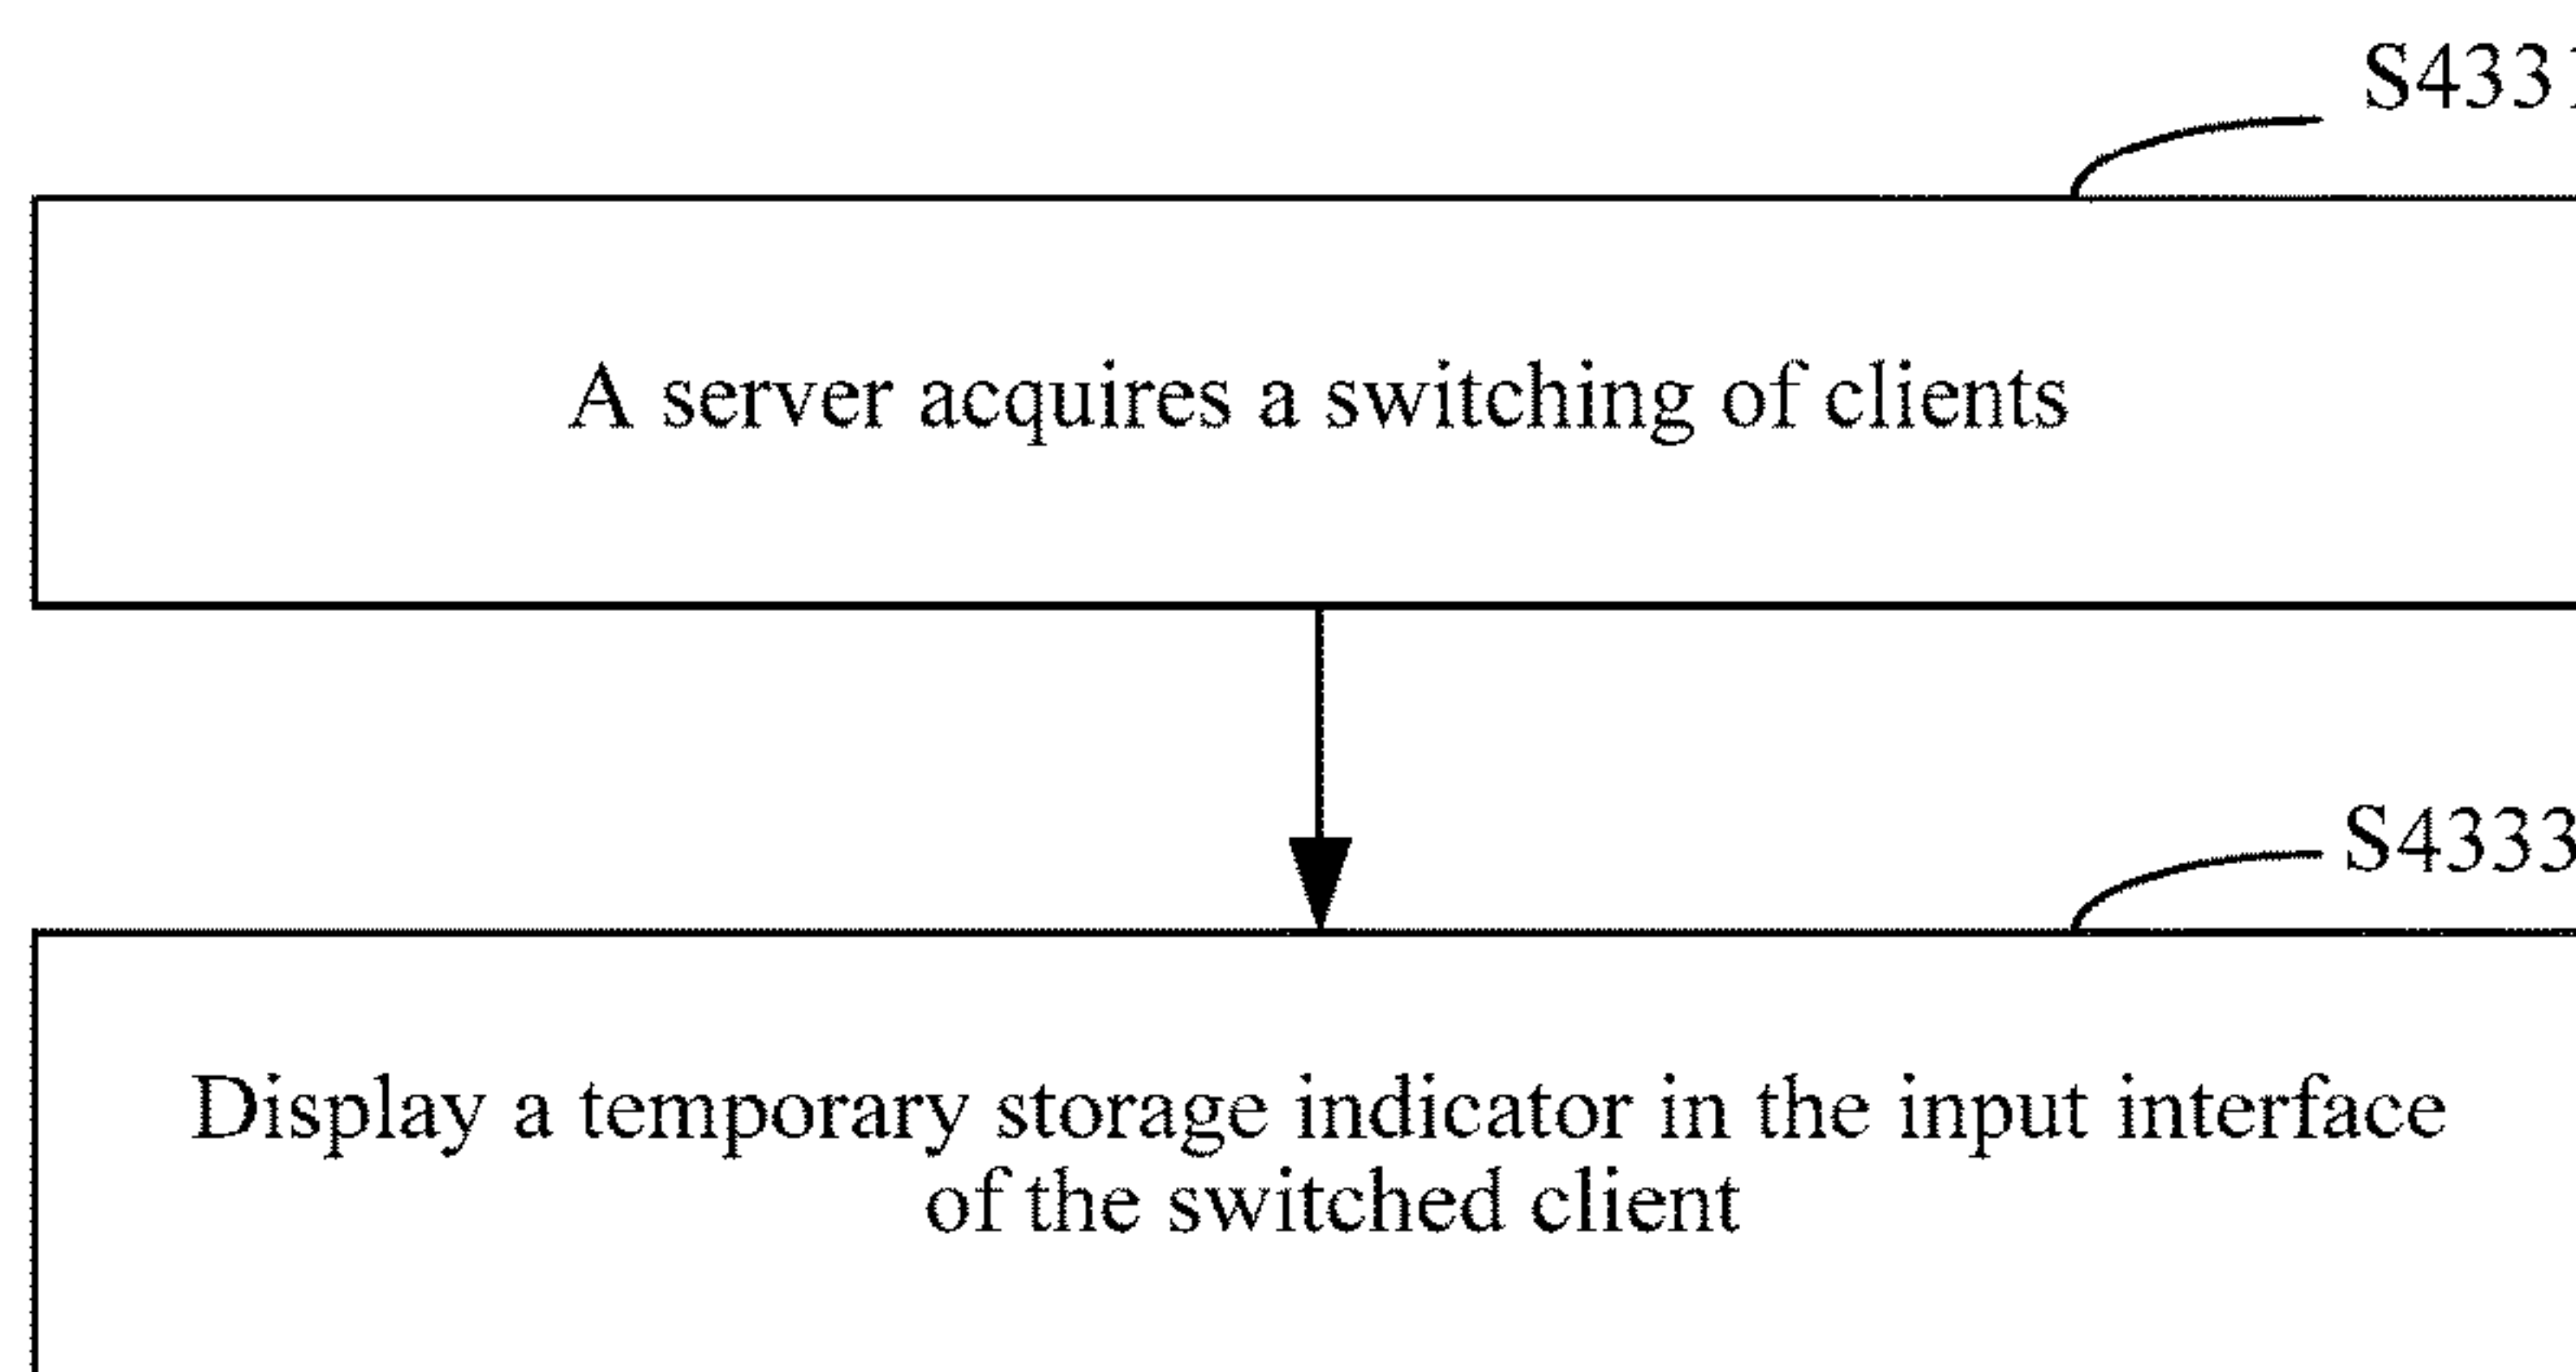 S4331
A server acquires a switching of clients
S4333
Display a temporary storage indicator in the input interface
of the switched client